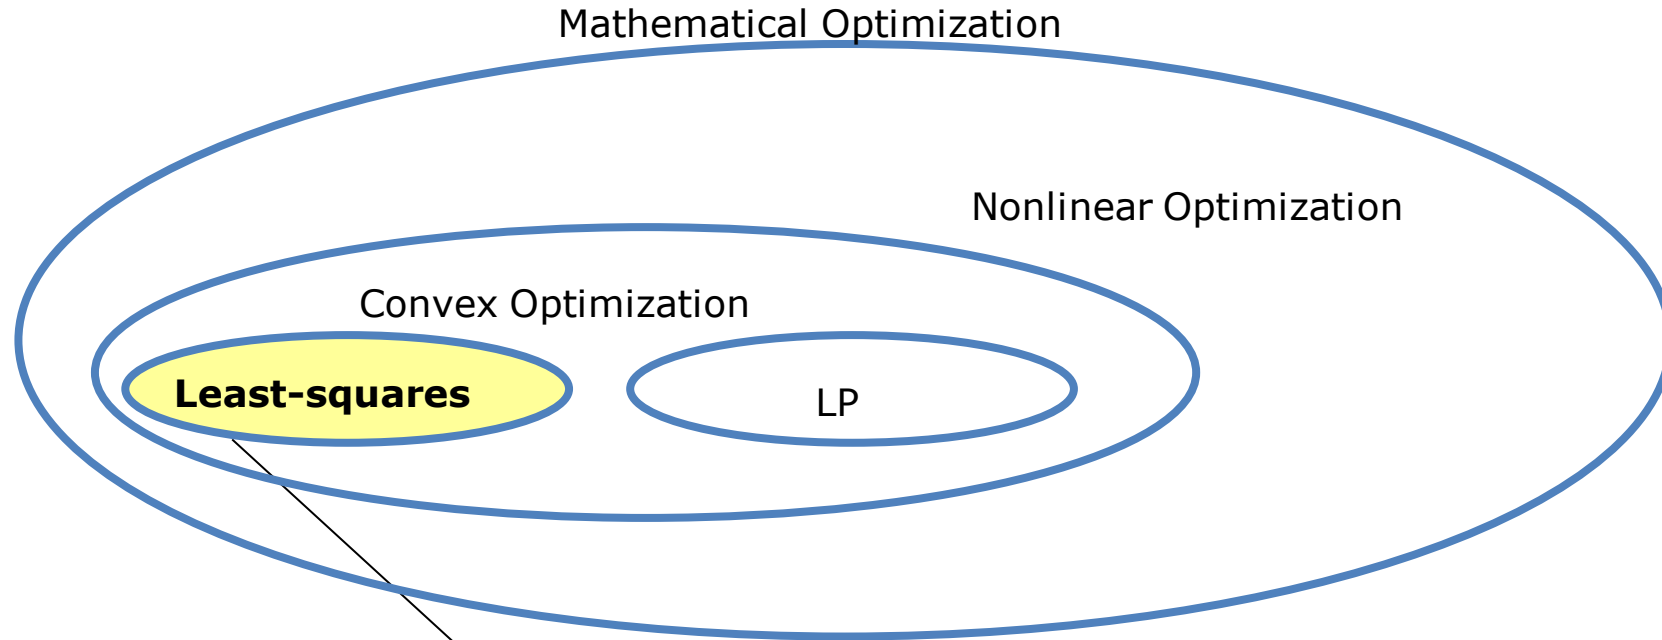 Mathematical Optimization
Nonlinear Optimization
Convex Optimization
Least-squares
LP